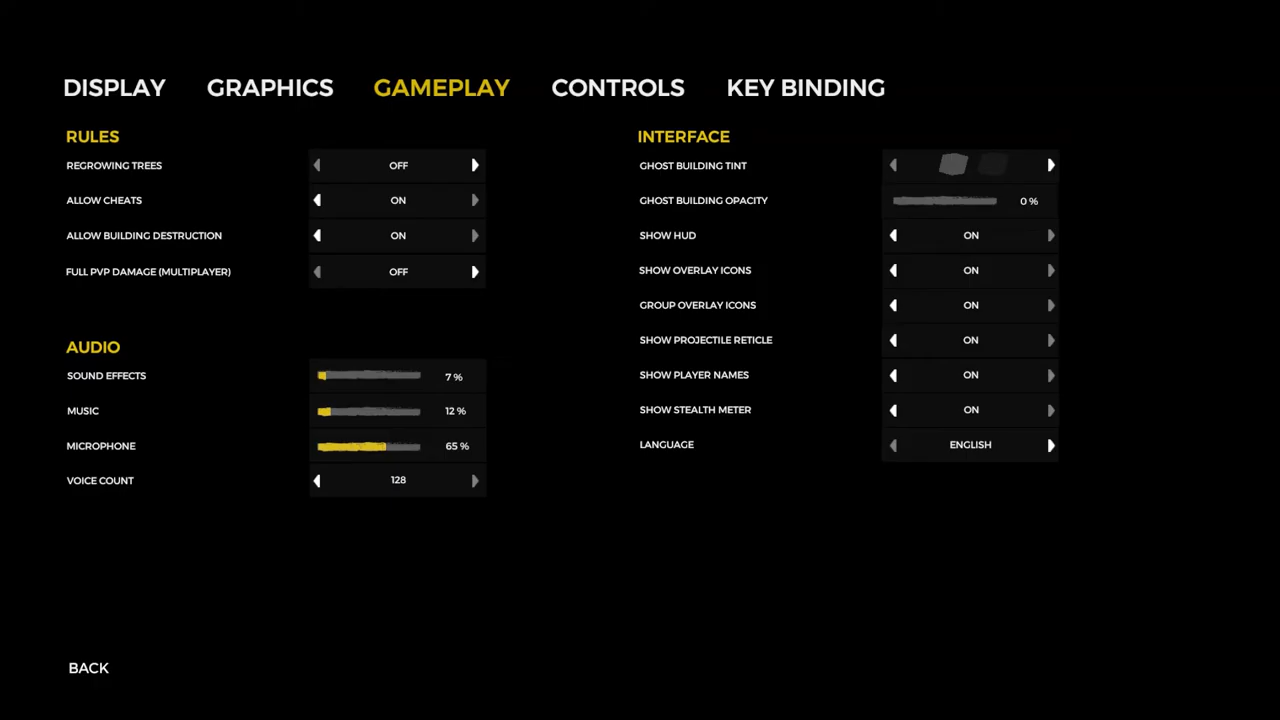 DISPLAY GRAPHICS GAMEPLAY CONTROLS KEY BINDING
RULES
REGROWING TREES OFF
ALLOW CHEATS ON
ALLOW BUILDING DESTRUCTION ON
FULL PVP DAMAGE (MULTIPLAYER) OFF
AUDIO
SOUND EFFECTS 7 %
MUSIC 12 %
MICROPHONE 65 %
VOICE COUNT 128
INTERFACE
GHOST BUILDING TINT
GHOST BUILDING OPACITY 0 %
SHOW HUD ON
SHOW OVERLAY ICONS ON
GROUP OVERLAY ICONS ON
SHOW PROJECTILE RETICLE ON
SHOW PLAYER NAMES ON
SHOW STEALTH METER ON
LANGUAGE ENGLISH
BACK